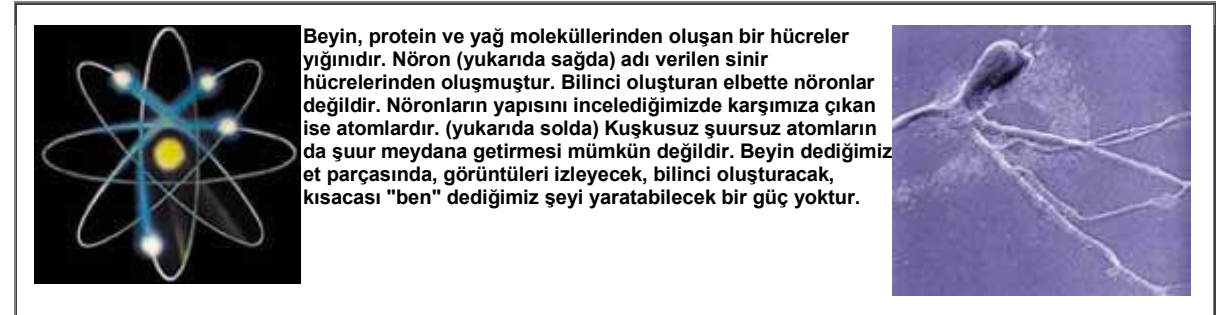 Beyin, protein ve yağ moleküllerinden oluşan bir hücreler
yığınıdır. Nöron (yukarıda sağda) adı verilen sinir
hücrelerinden oluşmuştur. Bilinci oluşturan elbette nöronlar
değildir. Nöronların yapısını incelediğimizde karşımıza çıkan
ise atomlardır. (yukarıda solda) Kuşkusuz şuursuz atomların
da şuur meydana getirmesi mümkün değildir. Beyin dediğimiz
et parçasında, görüntüleri izleyecek, bilinci oluşturacak,
kısacası "ben" dediğimiz şeyi yaratabilecek bir güç yoktur.